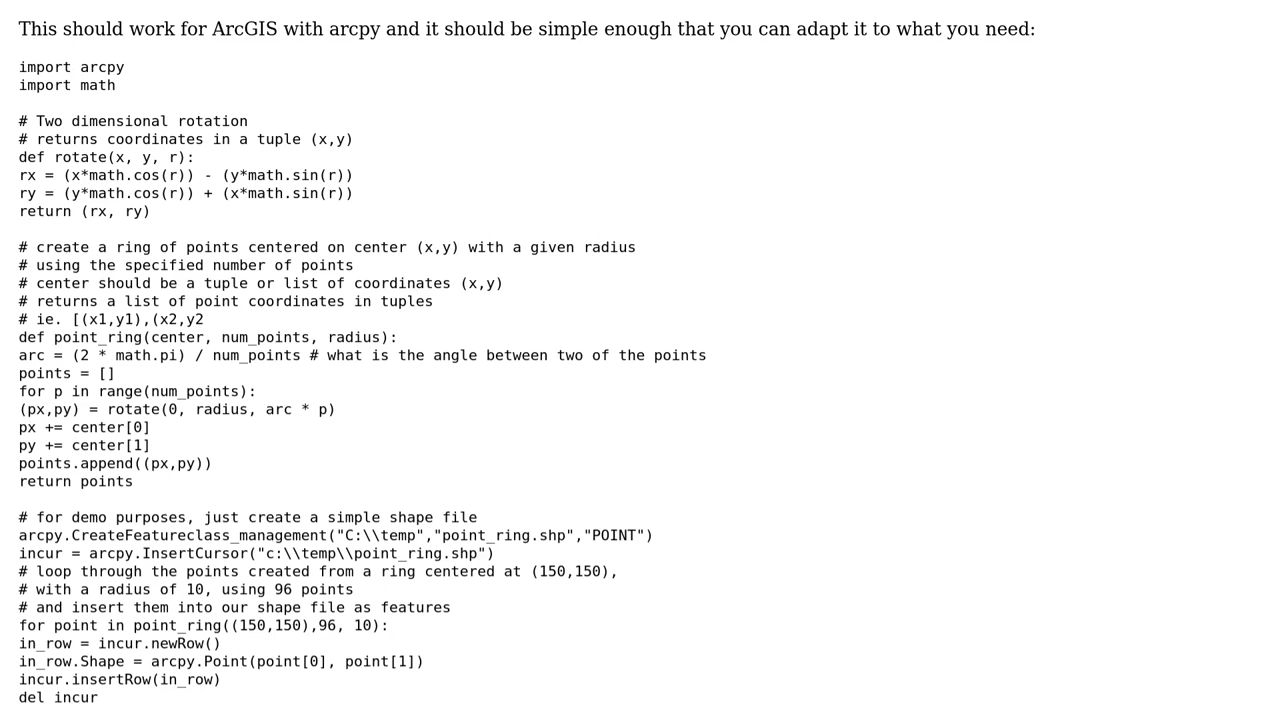 This should work for ArcGIS with arcpy and it should be simple enough that you can adapt it to what you need:
import arcpy
import math
# Two dimensional rotation
# returns coordinates in a tuple (x,y)
def rotate(x, y, r):
rx = (x*math.cos(r)) - (y*math.sin(r))
ry = (y*math.cos(r)) + (x*math.sin(r))
return (rx, ry)
# create a ring of points centered on center (x,y) with a given radius
# using the specified number of points
# center should be a tuple or list of coordinates (x,y)
# returns a list of point coordinates in tuples
# ie. [(x1,y1),(x2,y2
def point_ring(center, num_points, radius):
arc = (2 * math.pi) / num_points # what is the angle between two of the points
points = []
for p in range(num_points):
(px,py) = rotate(0, radius, arc * p)
px += center[0]
py += center[1]
points.append((px,py))
return points
# for demo purposes, just create a simple shape file
arcpy.CreateFeatureclass_management("C:\\temp","point_ring.shp","POINT")
incur = arcpy.InsertCursor("c:\\temp\\point_ring.shp")
# loop through the points created from a ring centered at (150,150),
# with a radius of 10, using 96 points
# and insert them into our shape file as features
for point in point_ring((150,150),96, 10):
in_row = incur.newRow()
in_row.Shape = arcpy.Point(point[0], point[1])
incur.insertRow(in_row)
del incur